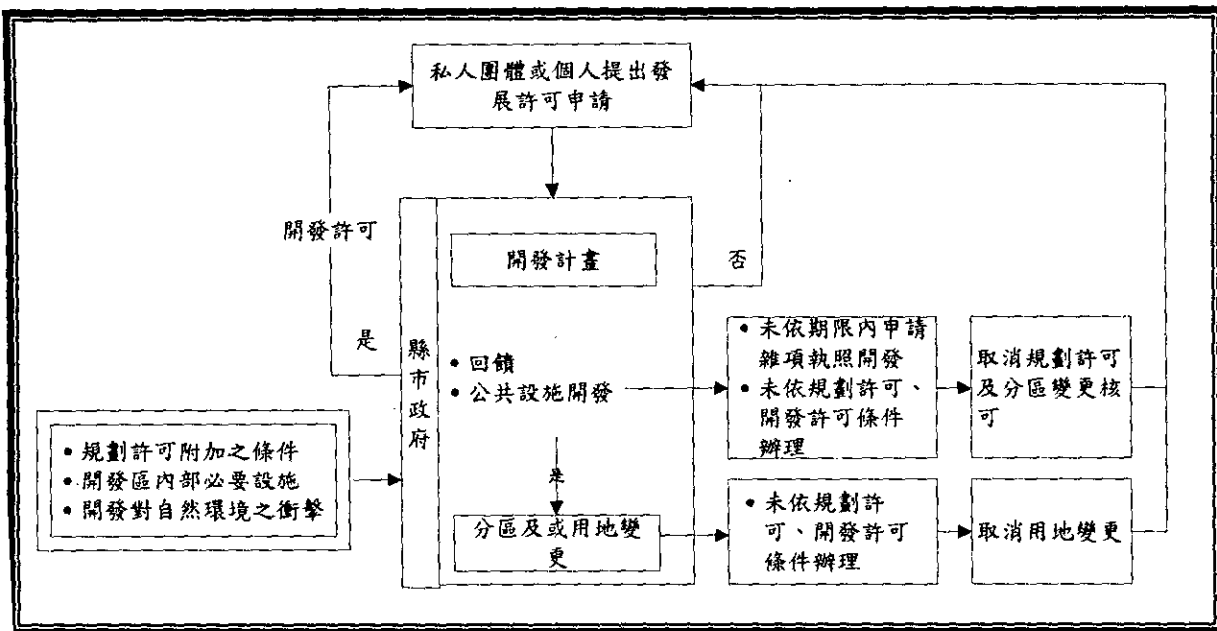 私人團體或個人提出發
展許可申請
開發許可
開發計畫
否
是
縣
市
政
府
• 回饋
• 公共設施開發
• 未依期限內申請
雜項執照開發
• 未依規劃許可、
開發許可條件
辦理
取消規劃許可
及分區變更核
可
• 規劃許可附加之條件
• 開發區內部必要設施
• 開發對自然環境之衝擊
是
分區及或用地變
更
• 未依規劃許
可、開發許可
條件辦理
取消用地變更